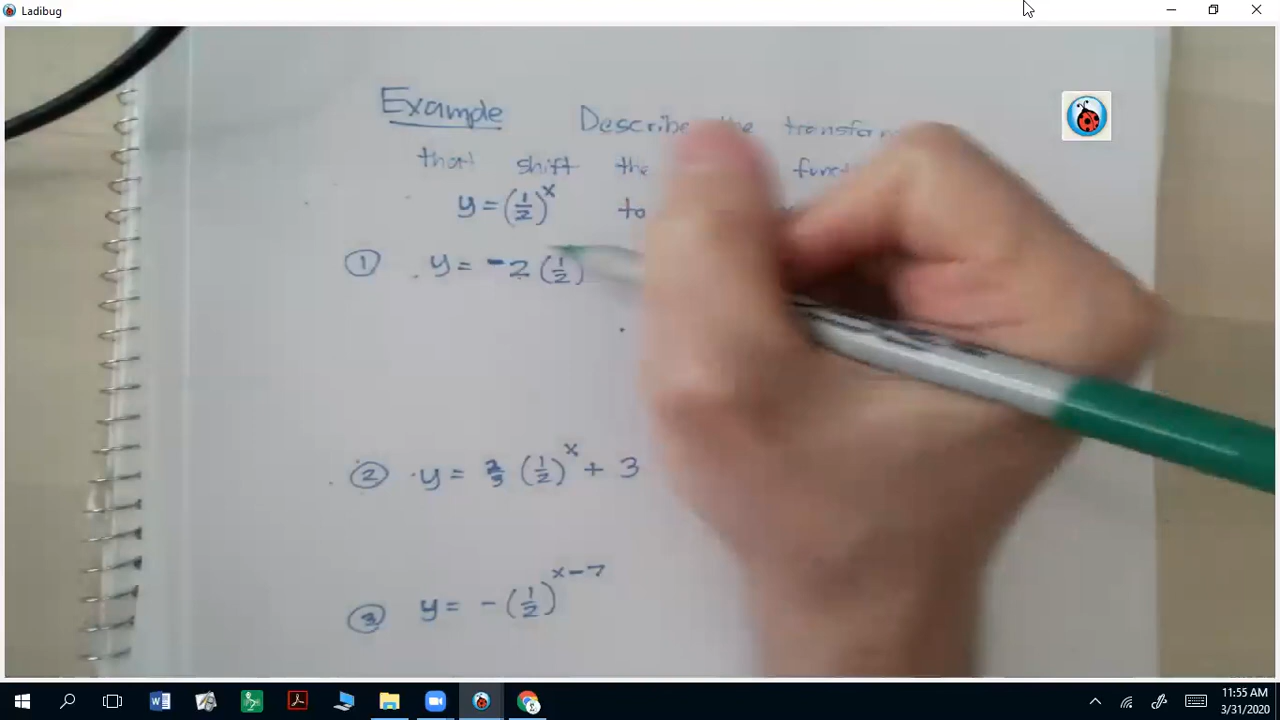 Ladibug
Example Describe the
that shift the
y = (1/2)^x to
① y = -2 (1/2)
② y = 2/3 (1/2)^x + 3
③ y = - (1/2)^x-7
11:55 AM
3/31/2020